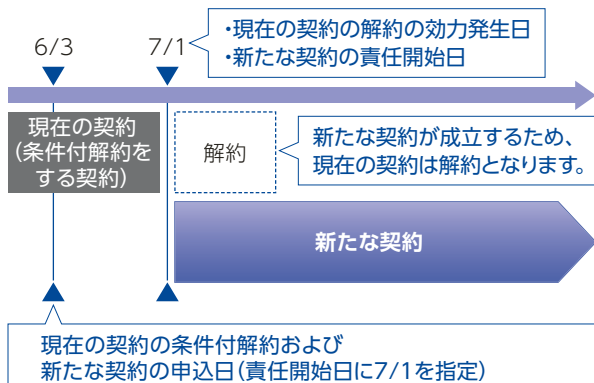 6/3
7/1
・現在の契約の解約の効力発生日
・新たな契約の責任開始日
現在の契約
(条件付解約を
する契約)
解約
新たな契約が成立するため、
現在の契約は解約となります。
新たな契約
現在の契約の条件付解約および
新たな契約の申込日(責任開始日に7/1を指定)